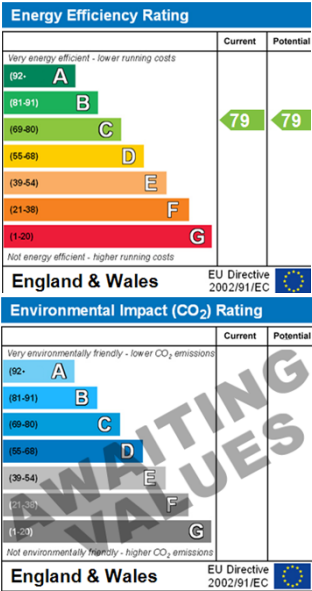 Energy Efficiency Rating
Current Potential
Very energy efficient - lower running costs
(92- A
(81-91) B
(69-80) C 79 79
(55-68) D
(39-54) E
(21-38) F
(1-20) G
Not energy efficient - higher running costs
England & Wales EU Directive
2002/91/EC
Environmental Impact (CO2) Rating
Current Potential
Very environmentally friendly - lower CO2 emissions
(92- A
(81-91) B
(69-80) C
(55-68) D
(39-54) E
(21-38) F
(1-20) G
AWAITING
VALUES
Not environmentally friendly - higher CO2 emissions
England & Wales EU Directive
2002/91/EC